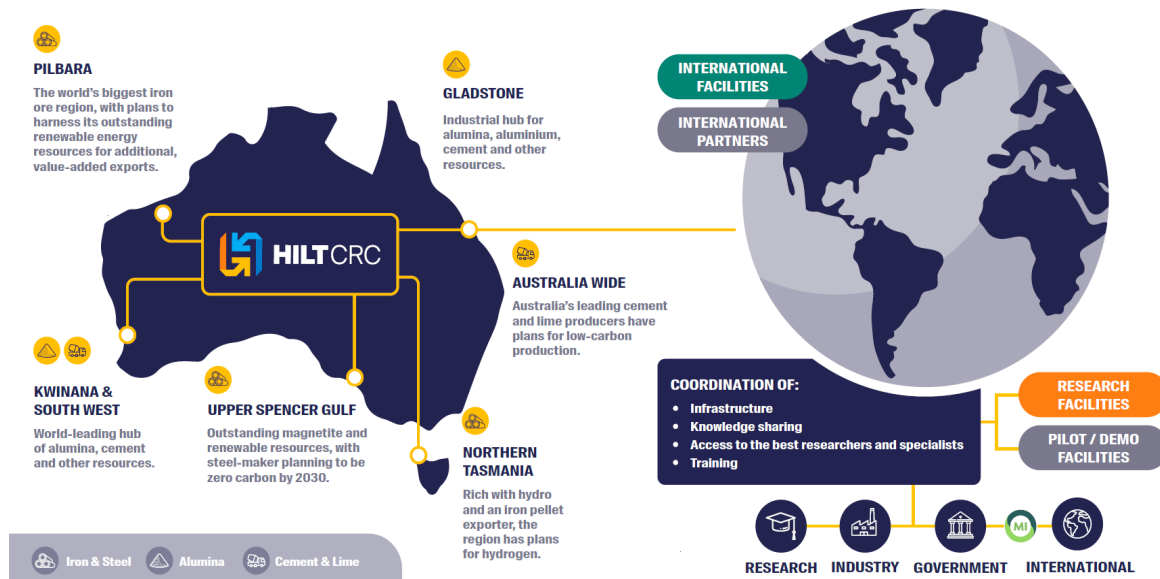 PILBARA
The world's biggest iron
ore region, with plans to
harness its outstanding
renewable energy
resources for additional,
value-added exports.
GLADSTONE
Industrial hub for
alumina, aluminium,
cement and other
resources.
HILTCRC
AUSTRALIA WIDE
Australia's leading cement
and lime producers have
plans for low-carbon
production.
KWINANA &
SOUTH WEST
World-leading hub
of alumina, cement
and other resources.
UPPER SPENCER GULF
Outstanding magnetite and
renewable resources, with
steel-maker planning to be
zero carbon by 2030.
NORTHERN
TASMANIA
Rich with hydro
and an iron pellet
exporter, the
region has plans
for hydrogen.
Iron & Steel
Alumina
Cement & Lime
INTERNATIONAL
FACILITIES
INTERNATIONAL
PARTNERS
COORDINATION OF:
• Infrastructure
• Knowledge sharing
• Access to the best researchers and specialists
• Training
RESEARCH
FACILITIES
PILOT / DEMO
FACILITIES
MI
RESEARCH
INDUSTRY
GOVERNMENT
INTERNATIONAL